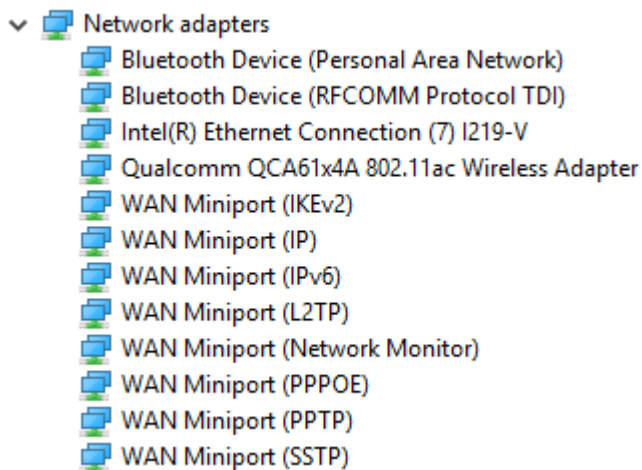 Network adapters
Bluetooth Device (Personal Area Network)
Bluetooth Device (RFCOMM Protocol TDI)
Intel(R) Ethernet Connection (7) I219-V
Qualcomm QCA61x4A 802.11ac Wireless Adapter
WAN Miniport (IKEv2)
WAN Miniport (IP)
WAN Miniport (IPv6)
WAN Miniport (L2TP)
WAN Miniport (Network Monitor)
WAN Miniport (PPPOE)
WAN Miniport (PPTP)
WAN Miniport (SSTP)